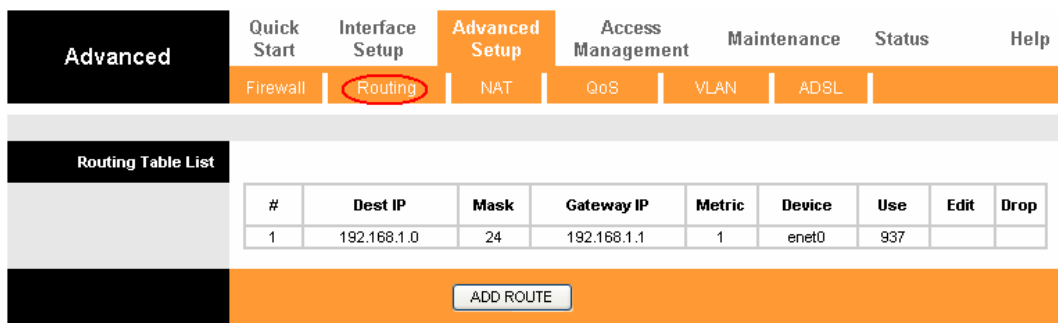 Advanced
Quick Start
Interface Setup
Advanced Setup
Access Management
Maintenance
Status
Help
Firewall
Routing
NAT
QoS
VLAN
ADSL
Routing Table List
# Dest IP Mask Gateway IP Metric Device Use Edit Drop
1 192.168.1.0 24 192.168.1.1 1 enet0 937
ADD ROUTE